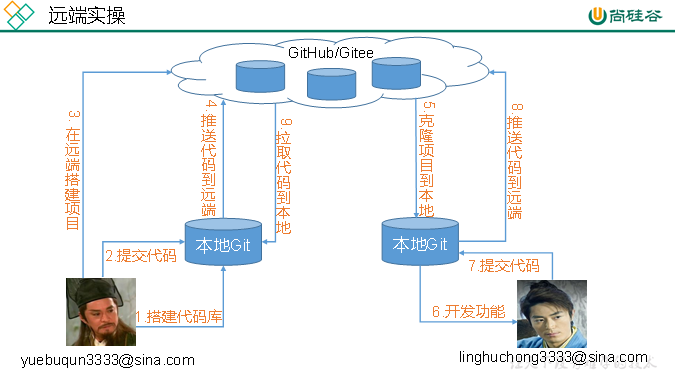 远端实操
尚硅谷
GitHub/Gitee
3.在远端搭建项目
4.推送代码到远端
9.拉取代码到本地
5.克隆项目到本地
8.推送代码到远端
本地Git
本地Git
2.提交代码
7.提交代码
1.搭建代码库
6.开发功能
yuebuqun3333@sina.com
linghuchong3333@sina.com